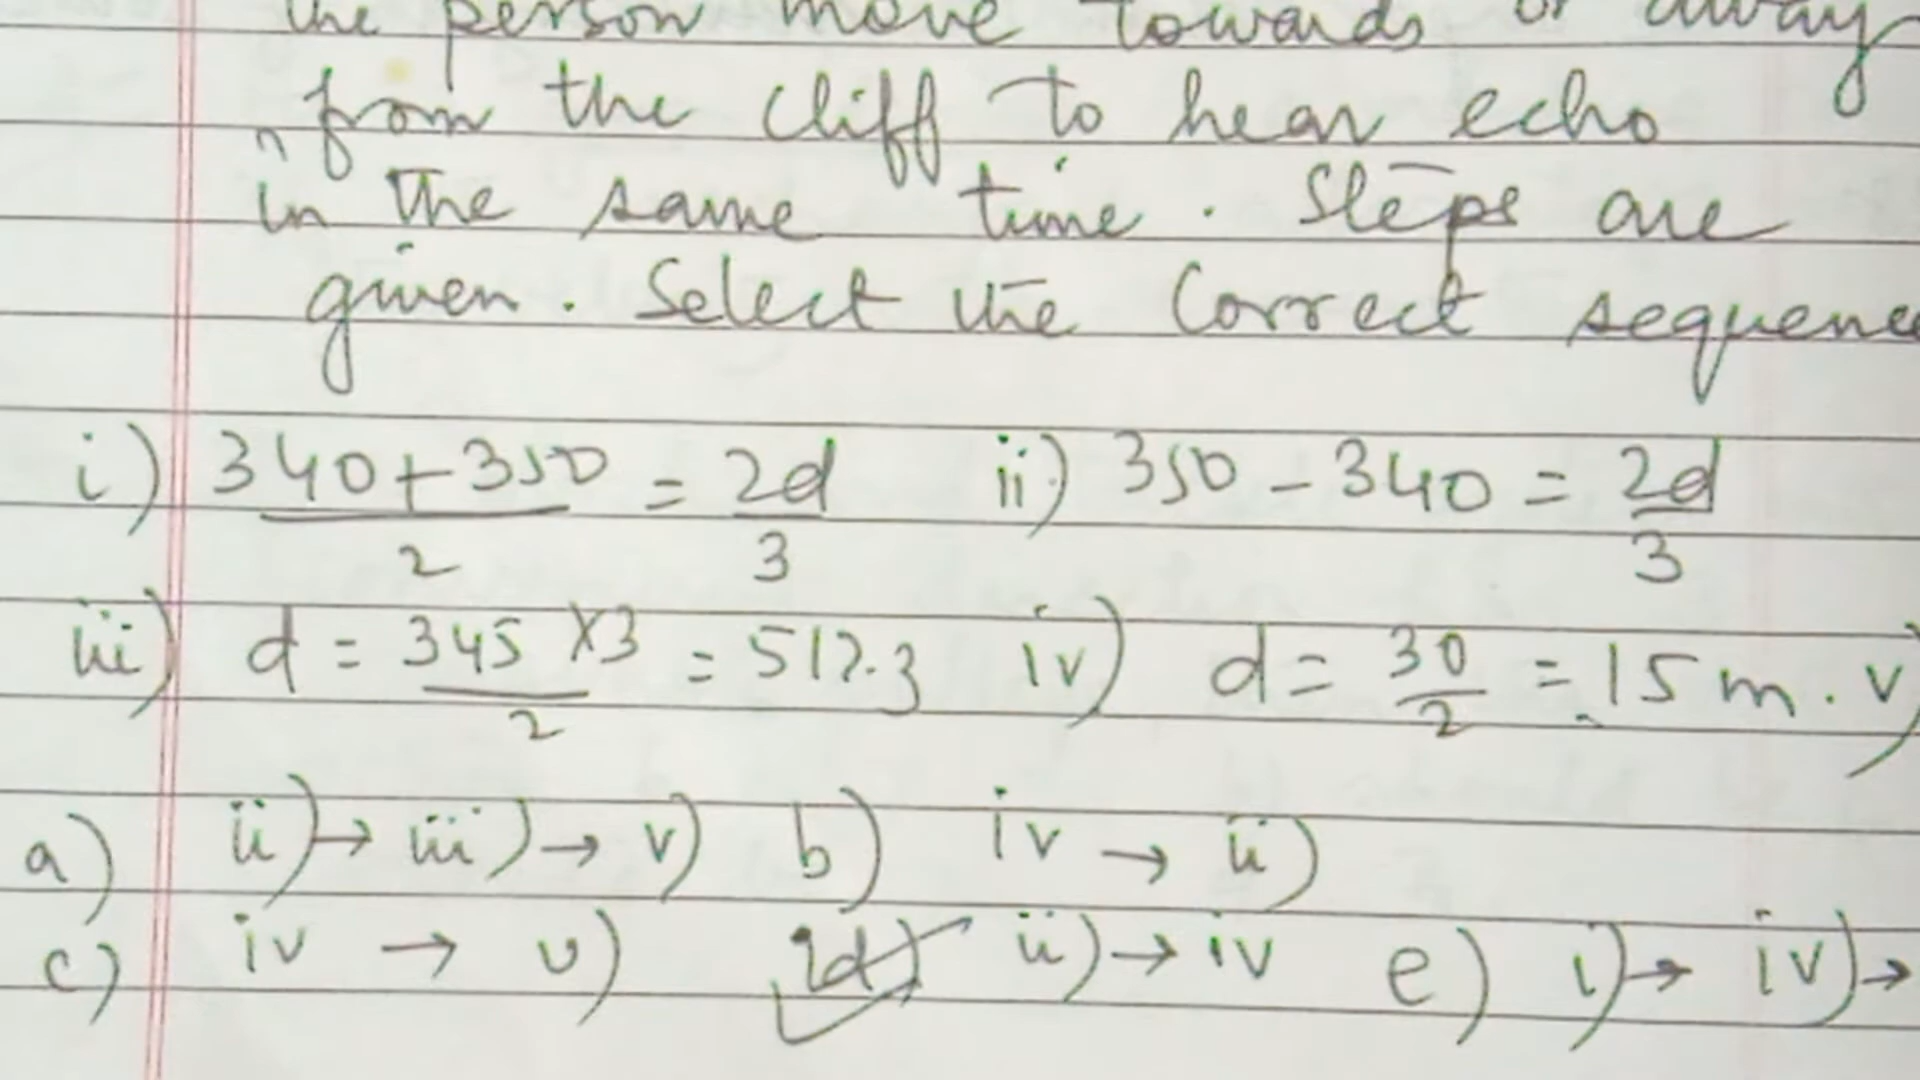 the person move towards or away
from the cliff to hear echo
in the same time. Steps are
given. Select the Correct sequence
i) 340+350/2 = 2d/3 ii) 350 - 340 = 2d/3
iii) d = 345 X3/2 = 517.3 iv) d = 30/2 = 15 m. v)
a) ii) → iii) → v) b) iv → ii)
c) iv → v) d) ii) → iv e) i) → iv) →